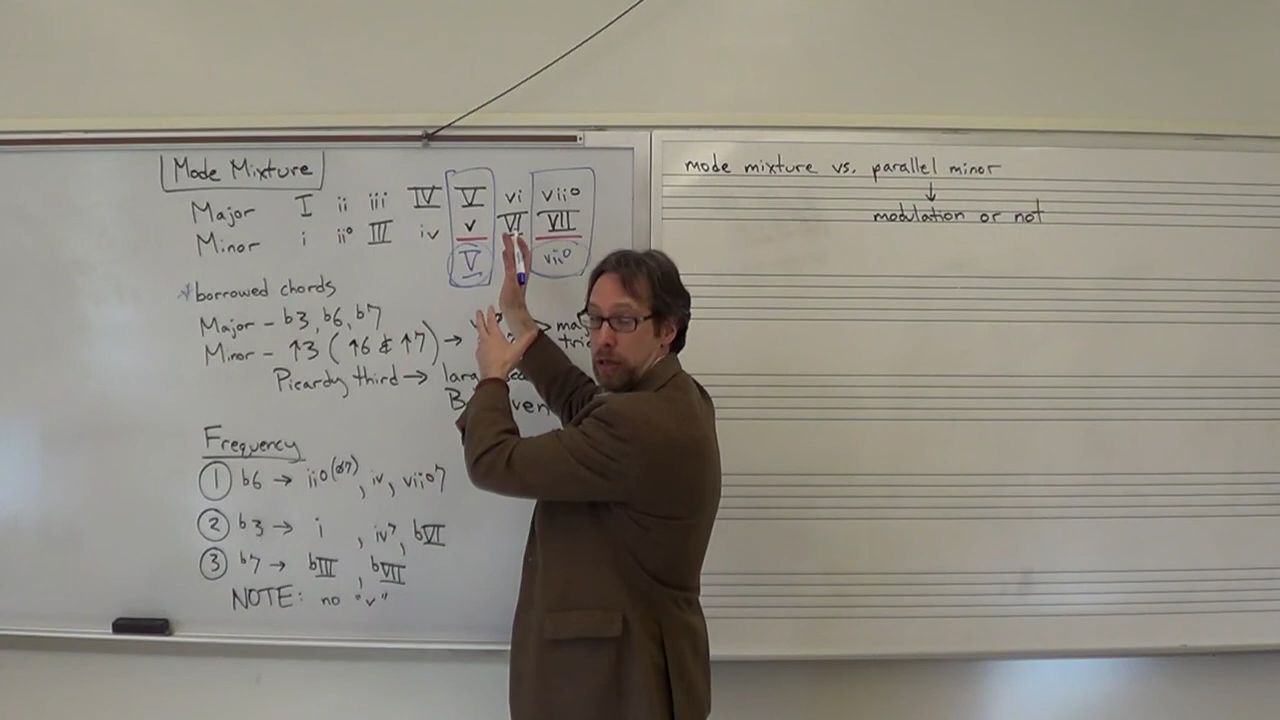 Mode Mixture
Major I ii iii IV V vi vii°
Minor i ii° III iv v VI VII
V vii°
*borrowed chords
Major - b3, b6, b7
Minor - ↑3 (↑6 & ↑7) →
Picardy third →
Frequency
① b6 → ii°(ø7), iv, vii°7
② b3 → i , iv7, bVI
③ b7 → bIII , bVII
NOTE: no "v"
mode mixture vs. parallel minor
↓
modulation or not